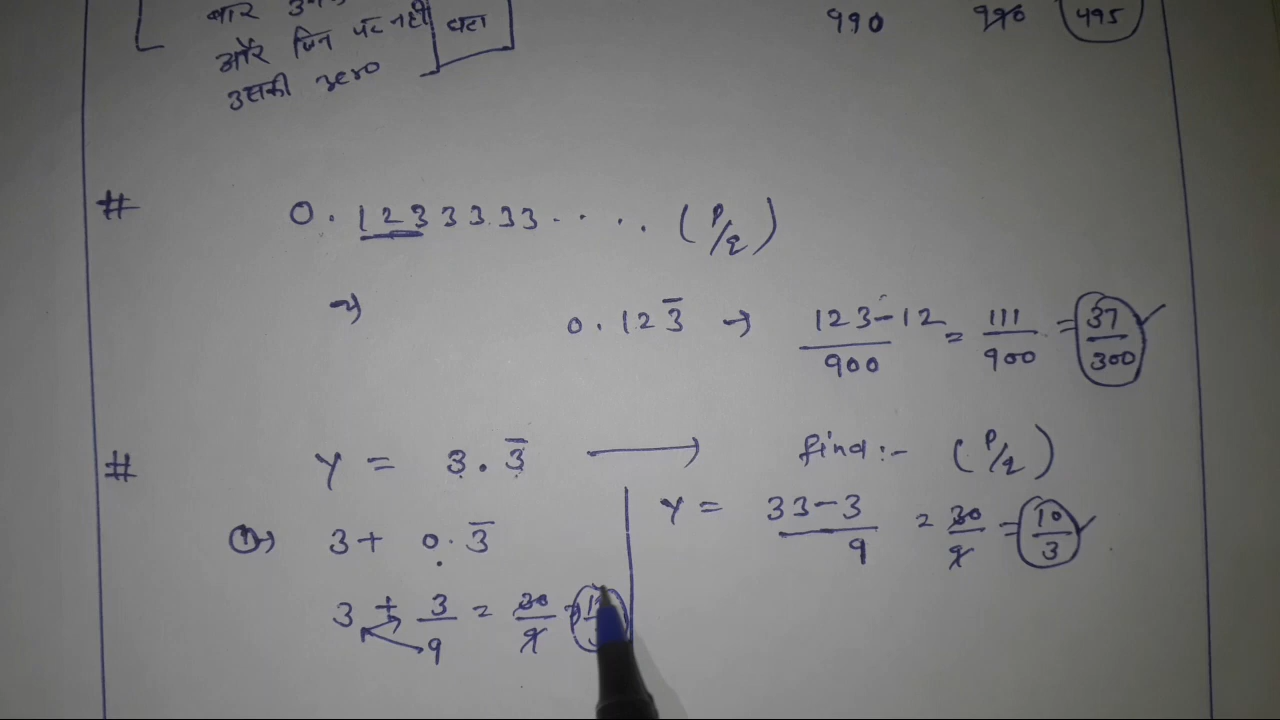 बार
और जिन पर नहीं घटा
उसकी zero
990 990 495
# 0.1233333..... (P/q)
=> 0.123̅ → 123-12/900 = 111/900 = 37/300
# Y = 3.3̅ → find:- (P/q)
Y = 33-3/9 = 30/9 = 10/3
① → 3 + 0.3̅
3 + 3/9 = 30/9 =